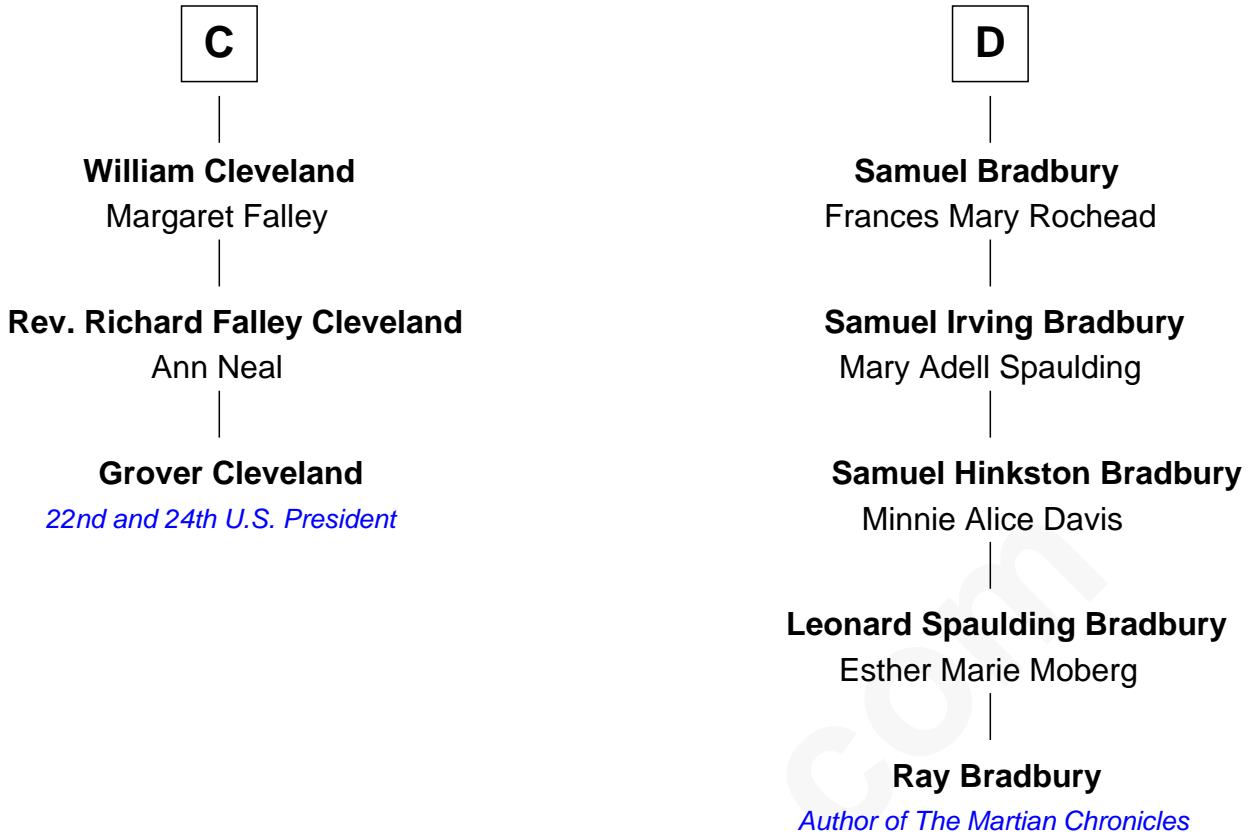 C
William Cleveland
Margaret Falley
Rev. Richard Falley Cleveland
Ann Neal
Grover Cleveland
22nd and 24th U.S. President
D
Samuel Bradbury
Frances Mary Rochead
Samuel Irving Bradbury
Mary Adell Spaulding
Samuel Hinkston Bradbury
Minnie Alice Davis
Leonard Spaulding Bradbury
Esther Marie Moberg
Ray Bradbury
Author of The Martian Chronicles
com